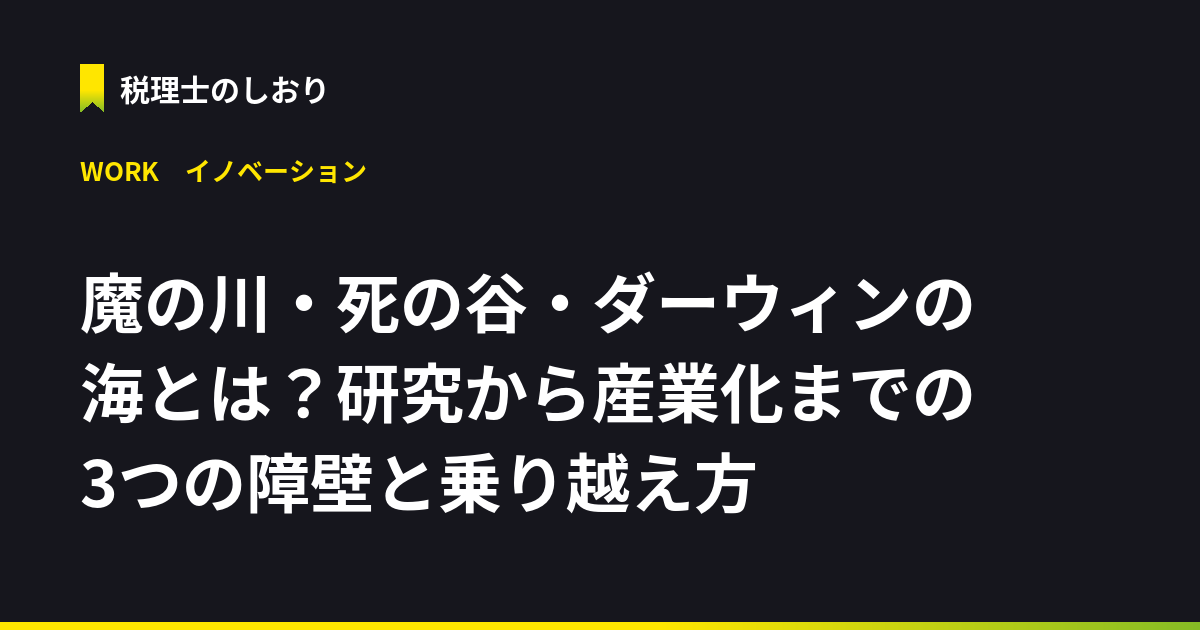 税理士のしおり
WORK　イノベーション
魔の川・死の谷・ダーウィンの
海とは？研究から産業化までの
3つの障壁と乗り越え方